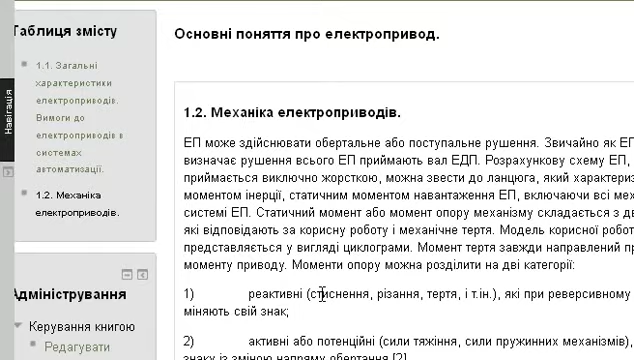 Таблиця змісту
1.1. Загальні
характеристики
електроприводів.
Вимоги до
електроприводів в
системах
автоматизації.
1.2. Механіка
електроприводів.
Навігація
Адміністрування
Керування книгою
Редагувати
Основні поняття про електропривод.
1.2. Механіка електроприводів.
ЕП може здійснювати обертальне або поступальне рушення. Звичайно як ЕП
визначає рушення всього ЕП приймають вал ЕДП. Розрахункову схему ЕП,
приймається виключно жорсткою, можна звести до ланцюга, який
моментом інерції, статичним моментом навантаження ЕП, включаючи всі
системі ЕП. Статичний момент або момент опору механізму складається з
які відповідають за корисну роботу і механічне тертя. Модель корисної
представляється у вигляді циклограми. Момент тертя завжди направлений
моменту приводу. Моменти опору можна розділити на дві категорії:
1) реактивні (стиснення, різання, тертя, і т.ін.), які при реверсивному
міняють свій знак;
2) активні або потенційні (сили тяжіння, сили пружинних механізмів),
знаку із зміною напряму обертання [2]